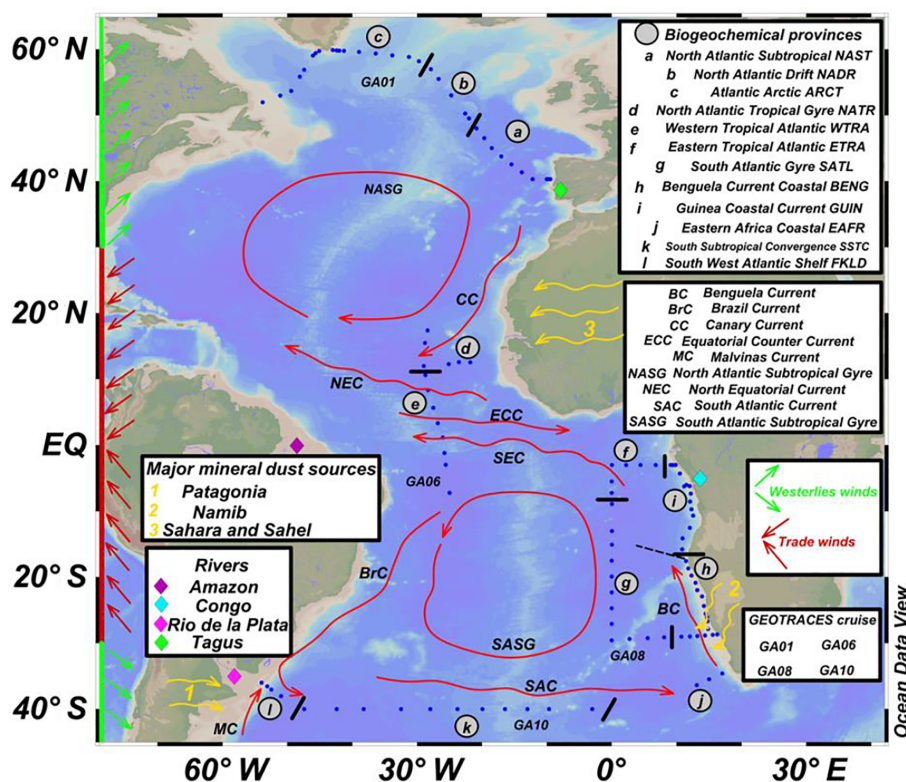 60° N
40° N
20° N
EQ
20° S
40° S
60° W
30° W
0°
30° E
c
GA01
b
a
NASG
CC
3
d
NEC
e
ECC
SEC
f
GA06
i
BrC
g
h
2
BC
SASG
GA08
SAC
j
1
MC
l
k
GA10
Biogeochemical provinces
a North Atlantic Subtropical NAST
b North Atlantic Drift NADR
c Atlantic Arctic ARCT
d North Atlantic Tropical Gyre NATR
e Western Tropical Atlantic WTRA
f Eastern Tropical Atlantic ETRA
g South Atlantic Gyre SATL
h Benguela Current Coastal BENG
i Guinea Coastal Current GUIN
j Eastern Africa Coastal EAFR
k South Subtropical Convergence SSTC
l South West Atlantic Shelf FKLD
BC Benguela Current
BrC Brazil Current
CC Canary Current
ECC Equatorial Counter Current
MC Malvinas Current
NASG North Atlantic Subtropical Gyre
NEC North Equatorial Current
SAC South Atlantic Current
SASG South Atlantic Subtropical Gyre
Major mineral dust sources
1 Patagonia
2 Namib
3 Sahara and Sahel
Rivers
Amazon
Congo
Rio de la Plata
Tagus
Westerlies winds
Trade winds
GEOTRACES cruise
GA01 GA06
GA08 GA10
Ocean Data View